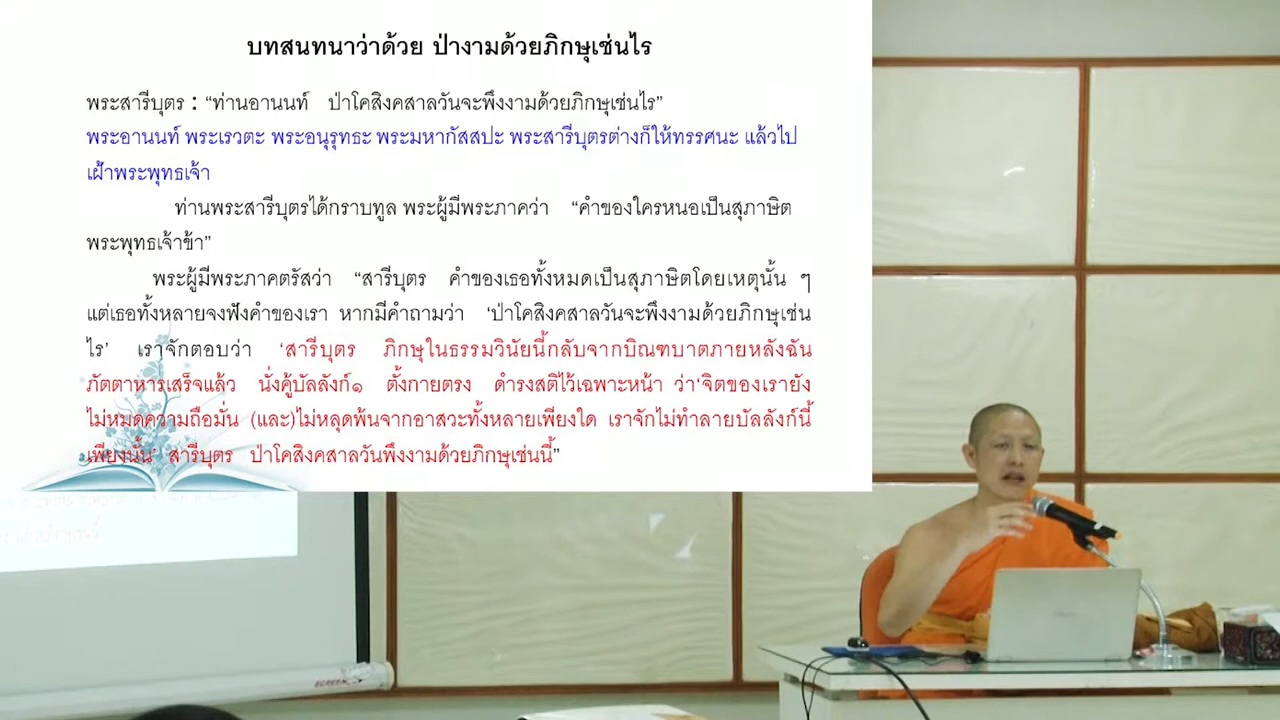 บทสนทนาว่าด้วย ป่างามด้วยภิกษุเช่นไร
พระสารีบุตร : “ท่านอานนท์ ป่าโคสิงคสาลวันจะพึงงามด้วยภิกษุเช่นไร”
พระอานนท์ พระเรวตะ พระอนุรุทธะ พระมหากัสสปะ พระสารีบุตรต่างก็ให้ทรรศนะ แล้วไป
เฝ้าพระพุทธเจ้า
ท่านพระสารีบุตรได้กราบทูล พระผู้มีพระภาคว่า “คำของใครหนอเป็นสุภาษิต
พระพุทธเจ้าข้า”
พระผู้มีพระภาคตรัสว่า “สารีบุตร คำของเธอทั้งหมดเป็นสุภาษิตโดยเหตุนั้น ๆ
แต่เธอทั้งหลายจงฟังคำของเรา หากมีคำถามว่า ‘ป่าโคสิงคสาลวันจะพึงงามด้วยภิกษุเช่น
ไร’ เราจักตอบว่า ‘สารีบุตร ภิกษุในธรรมวินัยนี้กลับจากบิณฑบาตภายหลังฉัน
ภัตตาหารเสร็จแล้ว นั่งคู้บัลลังก์๑ ตั้งกายตรง ดำรงสติไว้เฉพาะหน้า ว่า‘จิตของเรายัง
ไม่หมดความถือมั่น (และ)ไม่หลุดพ้นจากอาสวะทั้งหลายเพียงใด เราจักไม่ทำลายบัลลังก์นี้
เพียงนั้น’ สารีบุตร ป่าโคสิงคสาลวันพึงงามด้วยภิกษุเช่นนี้”
SCREEN